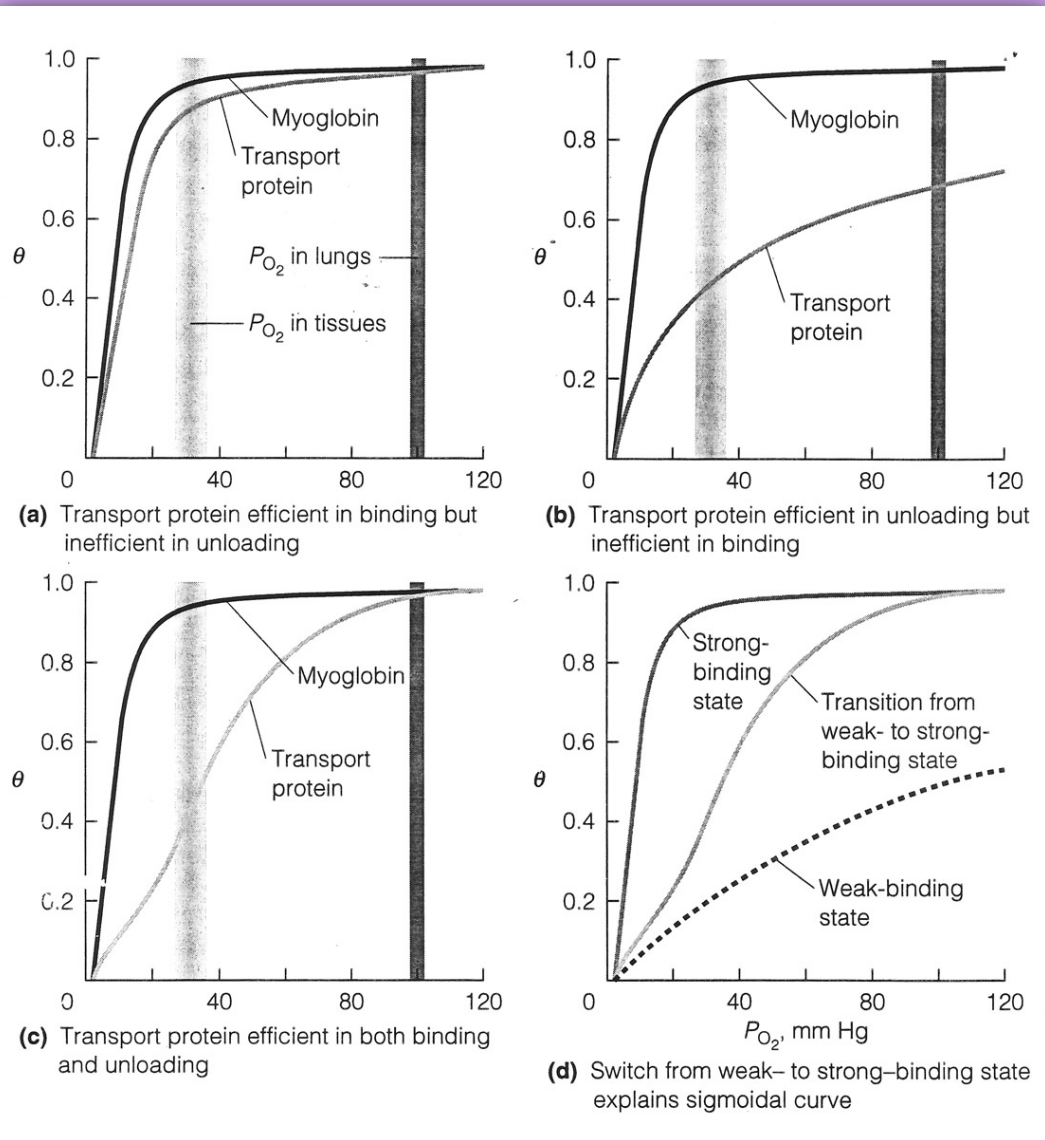 1.0
0.8
0.6
θ
0.4
0.2
0
40
80
120
Myoglobin
Transport
protein
PO2 in lungs
PO2 in tissues
(a) Transport protein efficient in binding but
inefficient in unloading
1.0
0.8
0.6
θ
0.4
0.2
0
40
80
120
Myoglobin
Transport
protein
(b) Transport protein efficient in unloading but
inefficient in binding
1.0
0.8
0.6
θ
0.4
0.2
0
40
80
120
Myoglobin
Transport
protein
(c) Transport protein efficient in both binding
and unloading
1.0
0.8
0.6
θ
0.4
0.2
0
40
80
120
Strong-
binding
state
Transition from
weak- to strong-
binding state
Weak-binding
state
PO2, mm Hg
(d) Switch from weak– to strong–binding state
explains sigmoidal curve